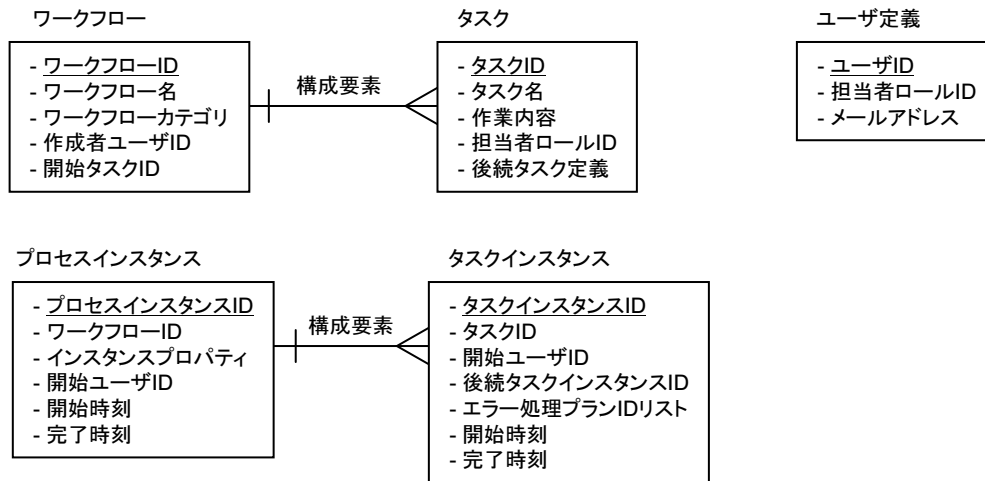 ワークフロー
- ワークフローID
- ワークフロー名
- ワークフローカテゴリ
- 作成者ユーザID
- 開始タスクID
構成要素
タスク
- タスクID
- タスク名
- 作業内容
- 担当者ロールID
- 後続タスク定義
ユーザ定義
- ユーザID
- 担当者ロールID
- メールアドレス
プロセスインスタンス
- プロセスインスタンスID
- ワークフローID
- インスタンスプロパティ
- 開始ユーザID
- 開始時刻
- 完了時刻
構成要素
タスクインスタンス
- タスクインスタンスID
- タスクID
- 開始ユーザID
- 後続タスクインスタンスID
- エラー処理プランIDリスト
- 開始時刻
- 完了時刻